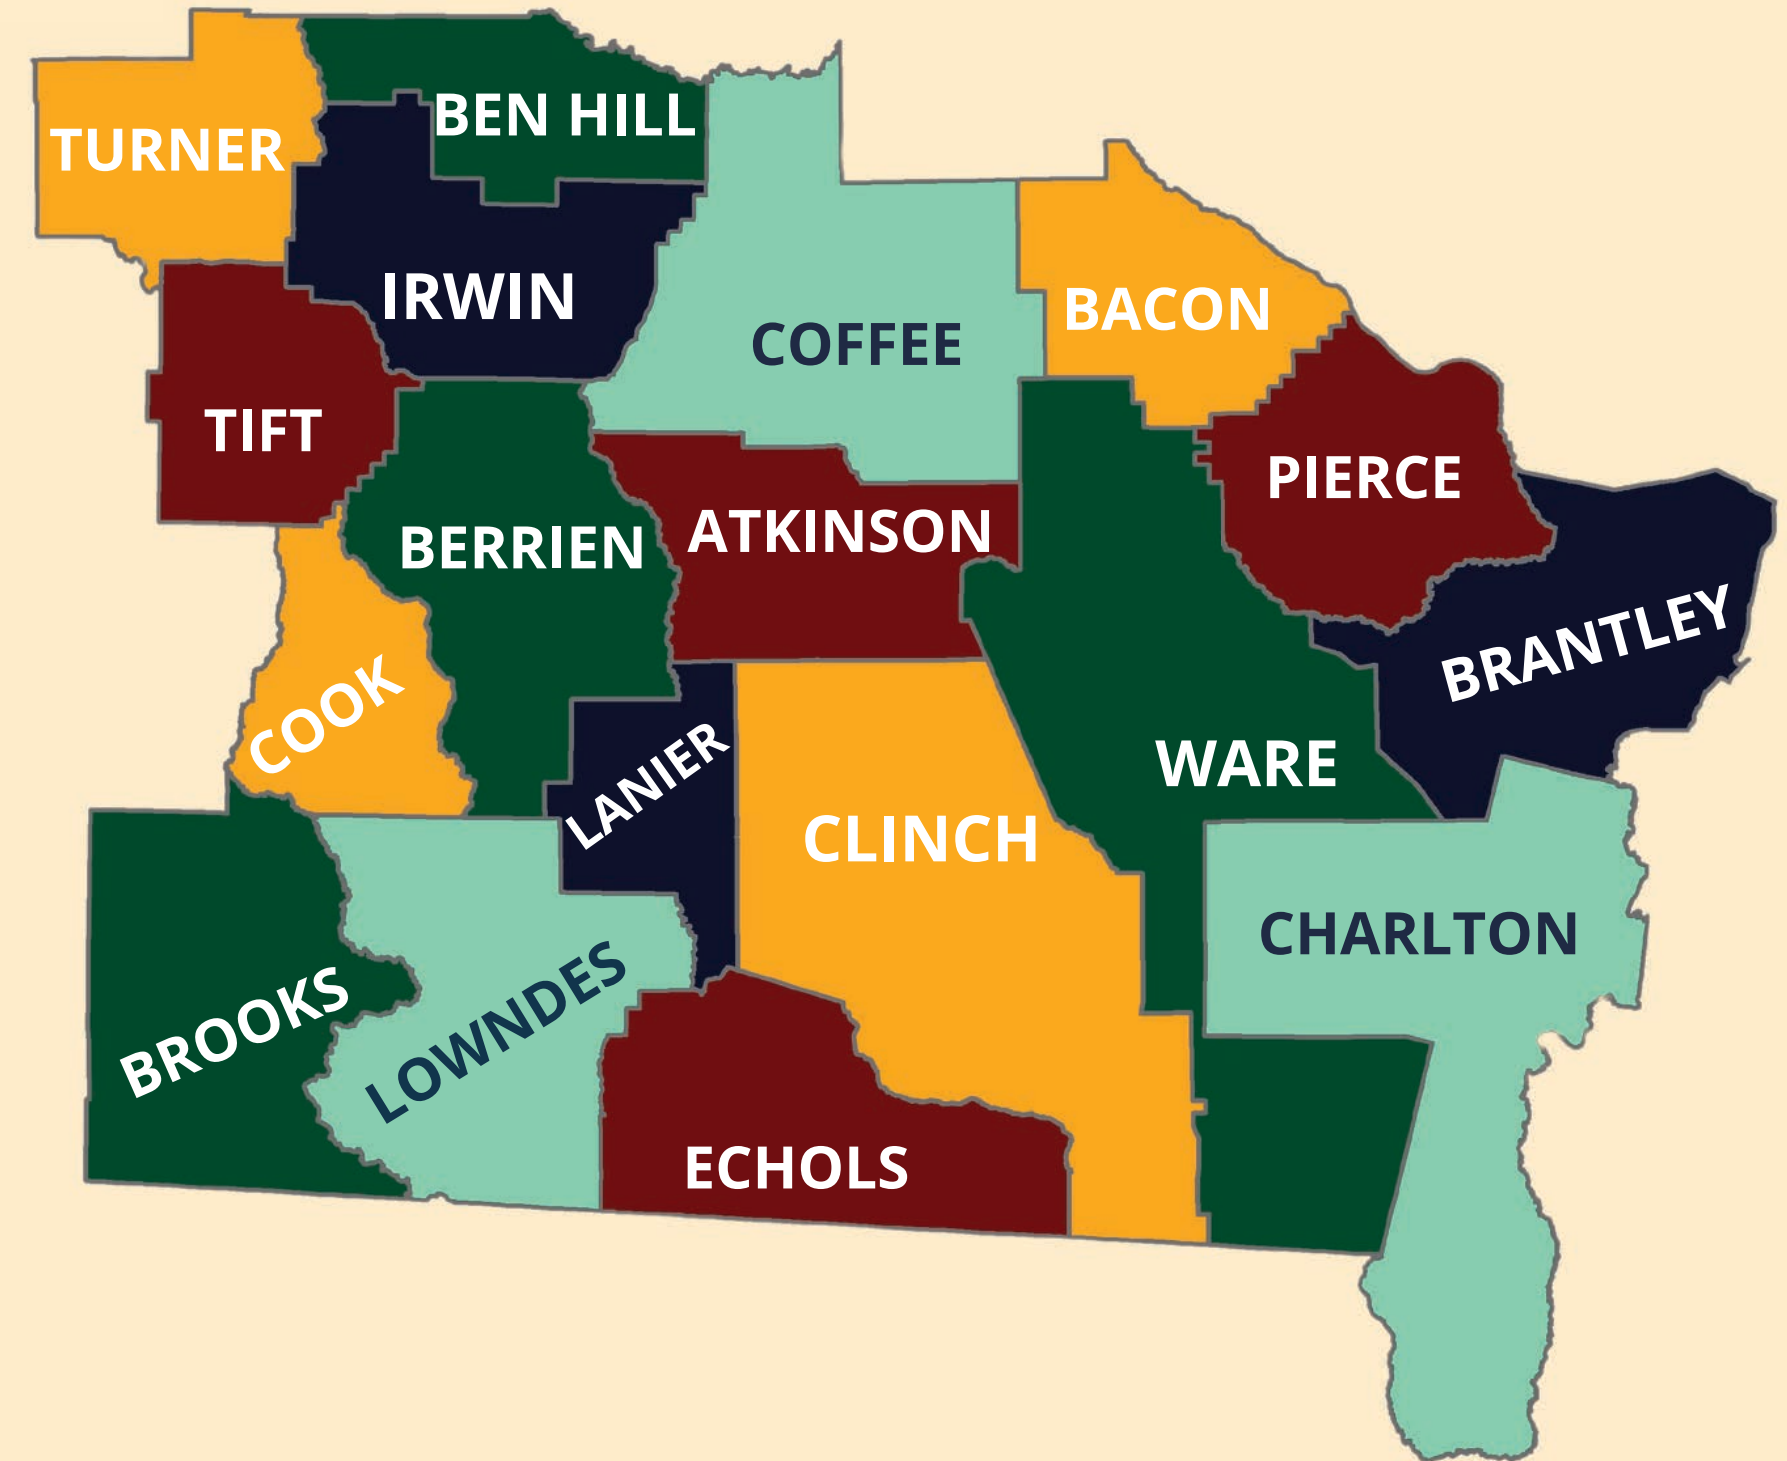 BEN HILL
TURNER
IRWIN
COFFEE
BACON
TIFT
PIERCE
BERRIEN
ATKINSON
BRANTLEY
COOK
LANIER
WARE
CLINCH
CHARLTON
BROOKS
LOWNDES
ECHOLS